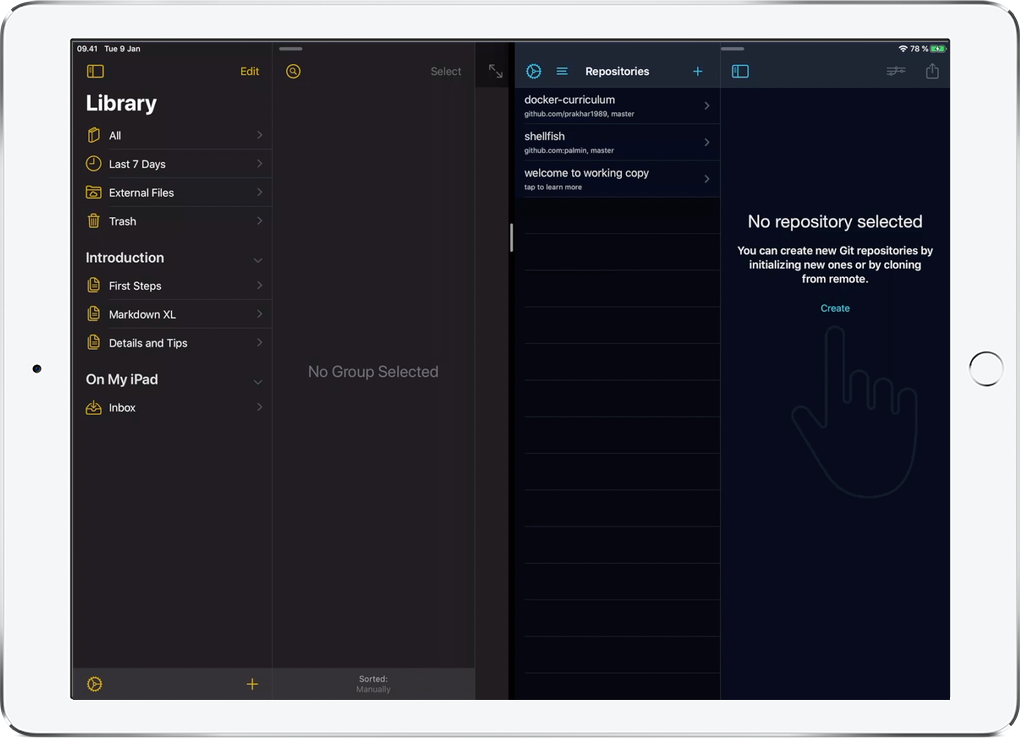 09.41 Tue 9 Jan
78 %
Edit
Select
Library
All
Last 7 Days
External Files
Trash
Introduction
First Steps
Markdown XL
Details and Tips
On My iPad
Inbox
No Group Selected
Sorted:
Manually
Repositories
docker-curriculum
github.com/prakhar1989, master
shellfish
github.com:palmin, master
welcome to working copy
tap to learn more
No repository selected
You can create new Git repositories by
initializing new ones or by cloning
from remote.
Create